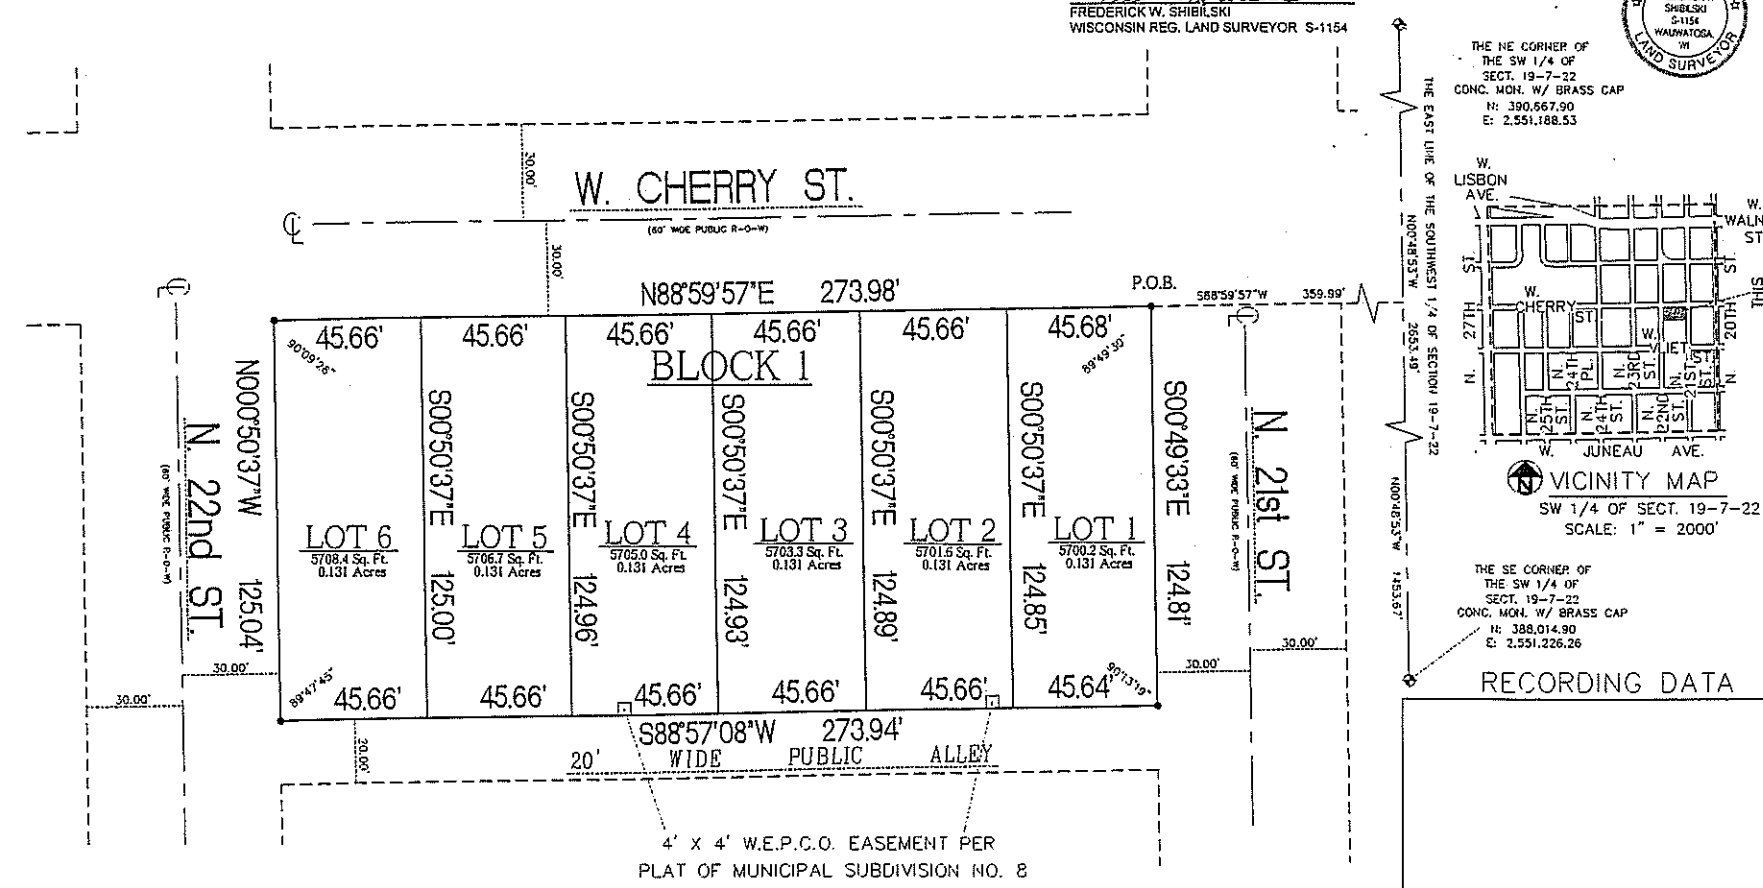 FREDERICK W. SHIBILSKI
WISCONSIN REG. LAND SURVEYOR S-1154
SHIBILSKI
S-1154
WAUWATOSA,
WI
LAND SURVEYOR
THE NE CORNER OF
THE SW 1/4 OF
SECT. 19-7-22
CONC. MON. W/ BRASS CAP
N: 390,667.90
E: 2,551,188.53
30.00'
W. CHERRY ST.
(60' WIDE PUBLIC R-O-W)
30.00'
N88°59'57"E 273.98'
P.O.B.
S88°59'57"W 359.99'
THE EAST LINE OF THE SOUTHWEST 1/4 OF SECTION 19-7-22
N00°48'53"W 2653.49'
N00°48'53"W 1453.67'
45.66'
45.66'
45.66'
45.66'
45.66'
45.68'
90°09'26"
89°49'30"
BLOCK 1
N. 22nd ST.
(60' WIDE PUBLIC R-O-W)
N000°50'37"W 125.04'
S00°50'37"E 125.00'
S00°50'37"E 124.96'
S00°50'37"E 124.93'
S00°50'37"E 124.89'
S00°50'37"E 124.85'
S00°49'33"E 124.81'
N. 21st ST.
(60' WIDE PUBLIC R-O-W)
LOT 6
5708.4 Sq. Ft.
0.131 Acres
LOT 5
5706.7 Sq. Ft.
0.131 Acres
LOT 4
5705.0 Sq. Ft.
0.131 Acres
LOT 3
5703.3 Sq. Ft.
0.131 Acres
LOT 2
5701.6 Sq. Ft.
0.131 Acres
LOT 1
5700.2 Sq. Ft.
0.131 Acres
30.00'
30.00'
30.00'
30.00'
89°47'45"
90°13'19"
45.66'
45.66'
45.66'
45.66'
45.66'
45.64'
S88°57'08"W 273.94'
20.00'
20' WIDE PUBLIC ALLEY
4' X 4' W.E.P.C.O. EASEMENT PER
PLAT OF MUNICIPAL SUBDIVISION NO. 8
W.
LISBON
AVE.
W.
WALN
ST
THIS
N. 27TH ST.
N. 20TH ST.
W.
CHERRY
ST.
W.
VLIET
ST.
N.
25TH
ST.
N.
24TH
PL.
N.
24TH
ST.
N.
23RD
ST.
N.
22ND
ST.
N.
21ST
ST.
W. JUNEAU AVE.
N
VICINITY MAP
SW 1/4 OF SECT. 19-7-22
SCALE: 1" = 2000'
THE SE CORNER OF
THE SW 1/4 OF
SECT. 19-7-22
CONC. MON. W/ BRASS CAP
N: 388,014.90
E: 2,551,226.26
RECORDING DATA